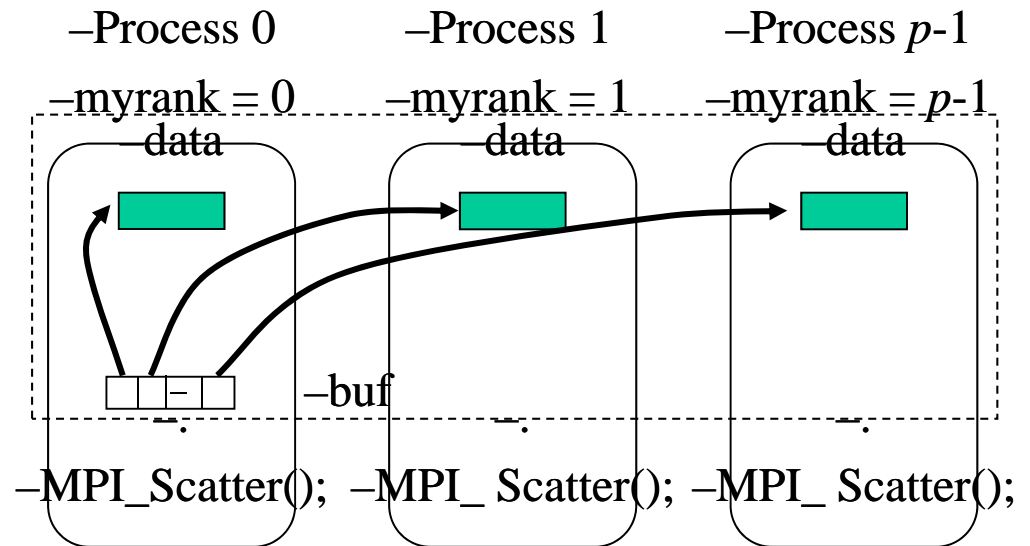 –Process 0 –Process 1 –Process p-1
–myrank = 0 –myrank = 1 –myrank = p-1
–data –data –data
– –buf
–. –. –.
–MPI_Scatter(); –MPI_ Scatter(); –MPI_ Scatter();